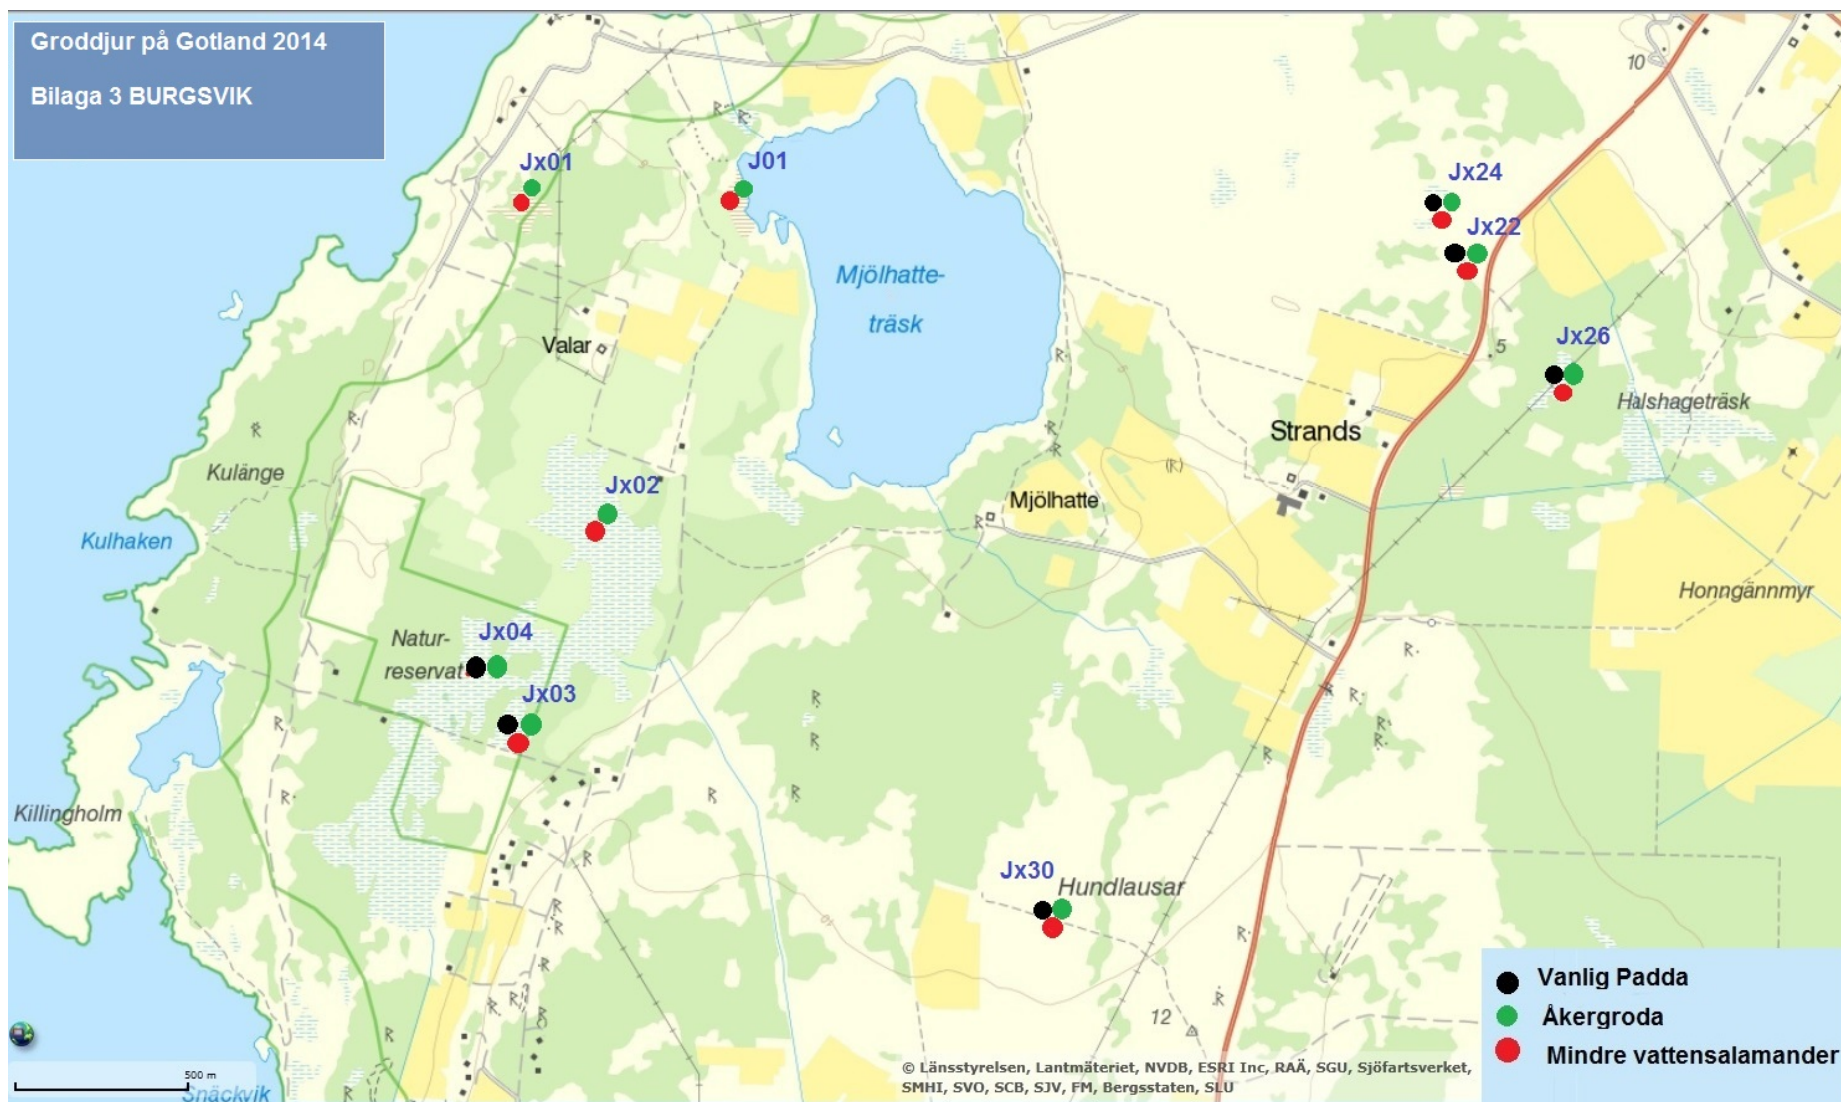 Groddjur på Gotland 2014
Bilaga 3 BURGSVIK
10
Jx01
J01
Jx24
Jx22
Mjölhatte-
träsk
Valar
Jx26
5
Halshageträsk
Strands
Kulänge
Jx02
Mjölhatte
Kulhaken
Honngännmyr
Jx04
Natur-
reservat
Jx03
Killingholm
Jx30
Hundlausar
12
Vanlig Padda
Åkergroda
Mindre vattensalamander
500 m
Snäckvik
© Länsstyrelsen, Lantmäteriet, NVDB, ESRI Inc, RAÄ, SGU, Sjöfartsverket,
SMHI, SVO, SCB, SJV, FM, Bergsstaten, SLU